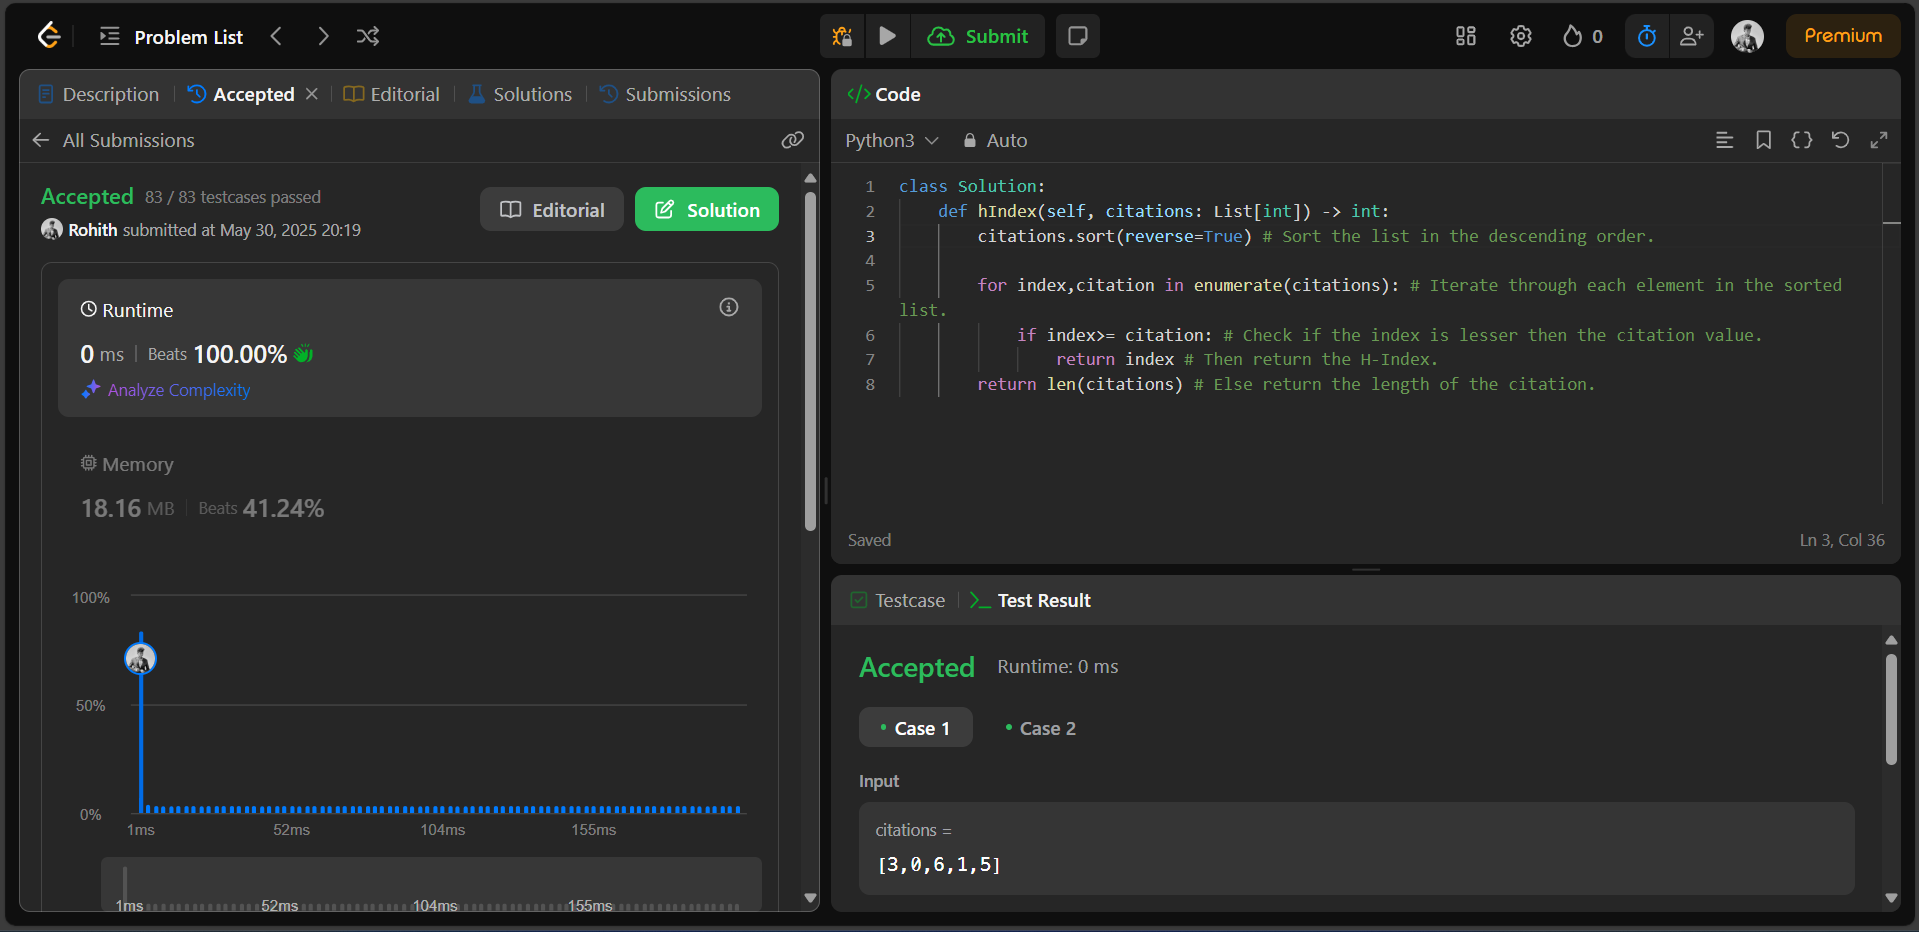 Problem List
Submit
0
Premium
Description
Accepted
Editorial
Solutions
Submissions
All Submissions
Accepted 83 / 83 testcases passed
Rohith submitted at May 30, 2025 20:19
Editorial
Solution
Runtime
0 ms | Beats 100.00%
Analyze Complexity
Memory
18.16 MB | Beats 41.24%
100%
50%
0%
1ms 52ms 104ms 155ms
1ms 52ms 104ms 155ms
</> Code
Python3
Auto
1 class Solution:
2     def hIndex(self, citations: List[int]) -> int:
3         citations.sort(reverse=True) # Sort the list in the descending order.
4
5         for index,citation in enumerate(citations): # Iterate through each element in the sorted
list.
6             if index>= citation: # Check if the index is lesser then the citation value.
7                 return index # Then return the H-Index.
8         return len(citations) # Else return the length of the citation.
Saved
Ln 3, Col 36
Testcase
Test Result
Accepted Runtime: 0 ms
Case 1
Case 2
Input
citations =
[3,0,6,1,5]